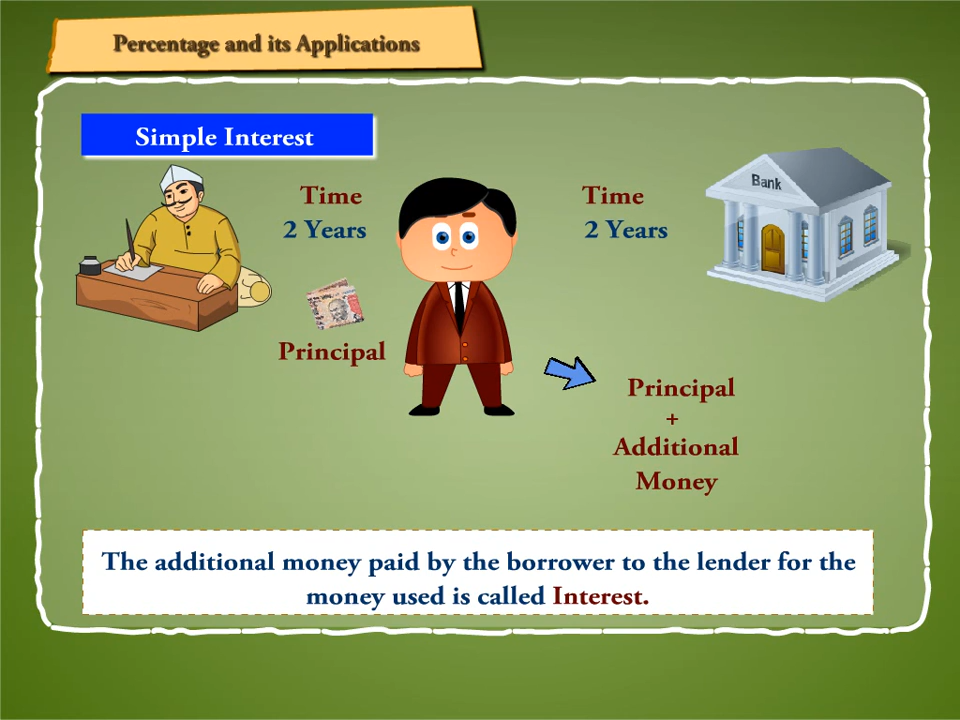 Percentage and its Applications
Simple Interest
Time
2 Years
Principal
Time
2 Years
Bank
Principal
+
Additional
Money
The additional money paid by the borrower to the lender for the
money used is called Interest.